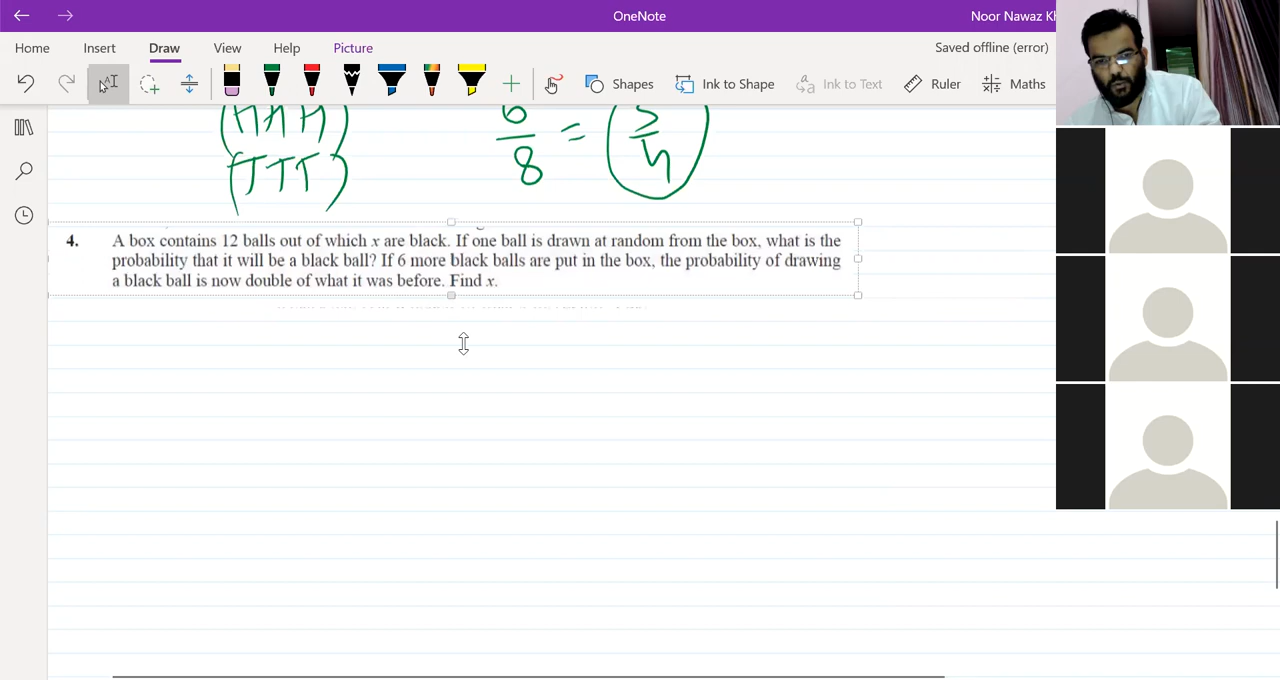 OneNote
Noor Nawaz Kh
Home Insert Draw View Help Picture
Saved offline (error)
Shapes Ink to Shape Ink to Text Ruler Maths
(HHH)
(TTT)
6/8 = 3/4
4. A box contains 12 balls out of which x are black. If one ball is drawn at random from the box, what is the
probability that it will be a black ball? If 6 more black balls are put in the box, the probability of drawing
a black ball is now double of what it was before. Find x.